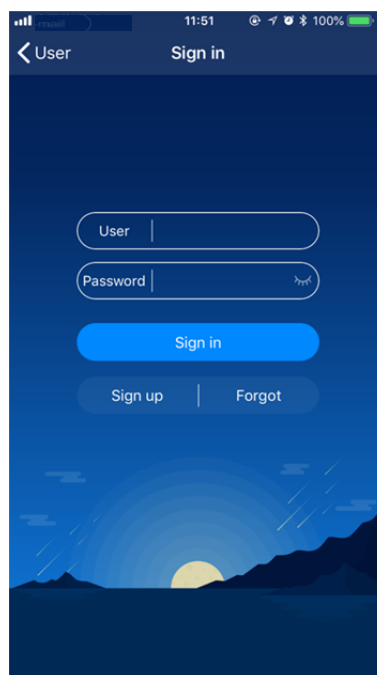 11:51 100%
User Sign in
User
Password
Sign in
Sign up Forgot